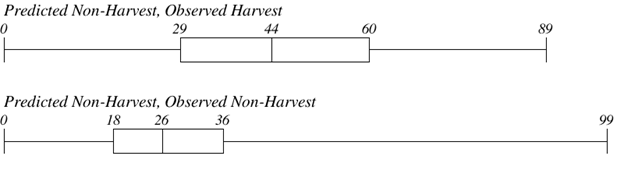 Predicted Non-Harvest, Observed Harvest
0 29 44 60 89
Predicted Non-Harvest, Observed Non-Harvest
0 18 26 36 99